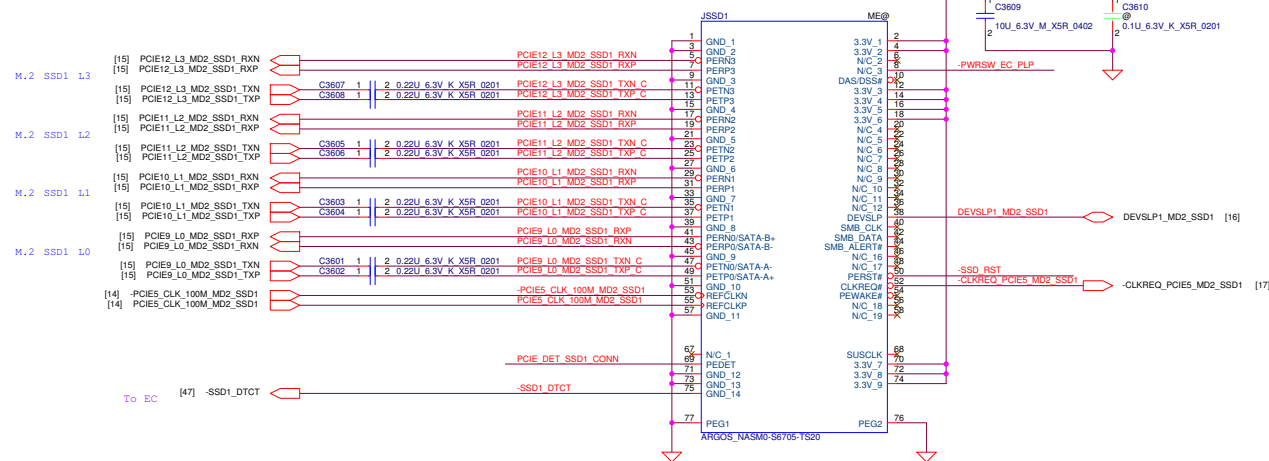 C3609
10U_6.3V_M_X5R_0402
1
2
C3610
@
0.1U_6.3V_K_X5R_0201
2
JSSD1 ME@
1 GND_1 3.3V_1 2
3 GND_2 3.3V_2 4
[15] PCIE12_L3_MD2_SSD1_RXN PCIE12_L3_MD2_SSD1_RXN 5 PERN3 N/C_2 6
M.2 SSD1 L3
[15] PCIE12_L3_MD2_SSD1_RXP PCIE12_L3_MD2_SSD1_RXP 7 PERP3 N/C_3 8 -PWRSW_EC_PLP
9 GND_3 DAS/DSS# 10
[15] PCIE12_L3_MD2_SSD1_TXN C3607 1 2 0.22U_6.3V_K_X5R_0201 PCIE12_L3_MD2_SSD1_TXN_C 11 PETN3 3.3V_3 12
[15] PCIE12_L3_MD2_SSD1_TXP C3608 1 2 0.22U_6.3V_K_X5R_0201 PCIE12_L3_MD2_SSD1_TXP_C 13 PETP3 3.3V_4 14
15 GND_4 3.3V_5 16
[15] PCIE11_L2_MD2_SSD1_RXN PCIE11_L2_MD2_SSD1_RXN 17 PERN2 3.3V_6 18
[15] PCIE11_L2_MD2_SSD1_RXP PCIE11_L2_MD2_SSD1_RXP 19 PERP2 N/C_4 20
M.2 SSD1 L2
21 GND_5 N/C_5 22
[15] PCIE11_L2_MD2_SSD1_TXN C3605 1 2 0.22U_6.3V_K_X5R_0201 PCIE11_L2_MD2_SSD1_TXN_C 23 PETN2 N/C_6 24
[15] PCIE11_L2_MD2_SSD1_TXP C3606 1 2 0.22U_6.3V_K_X5R_0201 PCIE11_L2_MD2_SSD1_TXP_C 25 PETP2 N/C_7 26
27 GND_6 N/C_8 28
[15] PCIE10_L1_MD2_SSD1_RXN PCIE10_L1_MD2_SSD1_RXN 29 PERN1 N/C_9 30
[15] PCIE10_L1_MD2_SSD1_RXP PCIE10_L1_MD2_SSD1_RXP 31 PERP1 N/C_10 32
M.2 SSD1 L1
33 GND_7 N/C_11 34
[15] PCIE10_L1_MD2_SSD1_TXN C3603 1 2 0.22U_6.3V_K_X5R_0201 PCIE10_L1_MD2_SSD1_TXN_C 35 PETN1 N/C_12 36
[15] PCIE10_L1_MD2_SSD1_TXP C3604 1 2 0.22U_6.3V_K_X5R_0201 PCIE10_L1_MD2_SSD1_TXP_C 37 PETP1 DEVSLP 38 DEVSLP1_MD2_SSD1 DEVSLP1_MD2_SSD1 [16]
39 GND_8 SMB_CLK 40
[15] PCIE9_L0_MD2_SSD1_RXP PCIE9_L0_MD2_SSD1_RXP 41 PERN0/SATA-B+ SMB_DATA 42
[15] PCIE9_L0_MD2_SSD1_RXN PCIE9_L0_MD2_SSD1_RXN 43 PERP0/SATA-B- SMB_ALERT# 44
M.2 SSD1 L0
45 GND_9 N/C_16 46
[15] PCIE9_L0_MD2_SSD1_TXN C3601 1 2 0.22U_6.3V_K_X5R_0201 PCIE9_L0_MD2_SSD1_TXN_C 47 PETN0/SATA-A- N/C_17 48
[15] PCIE9_L0_MD2_SSD1_TXP C3602 1 2 0.22U_6.3V_K_X5R_0201 PCIE9_L0_MD2_SSD1_TXP_C 49 PETP0/SATA-A+ PERST# 50 -SSD_RST
51 GND_10 CLKREQ# 52 -CLKREQ_PCIE5_MD2_SSD1 -CLKREQ_PCIE5_MD2_SSD1 [17]
[14] -PCIE5_CLK_100M_MD2_SSD1 -PCIE5_CLK_100M_MD2_SSD1 53 REFCLKN PEWAKE# 54
[14] PCIE5_CLK_100M_MD2_SSD1 PCIE5_CLK_100M_MD2_SSD1 55 REFCLKP N/C_18 56
57 GND_11 N/C_19 58
67 N/C_1 SUSCLK 68
PCIE_DET_SSD1_CONN 69 PEDET 3.3V_7 70
71 GND_12 3.3V_8 72
73 GND_13 3.3V_9 74
To EC [47] -SSD1_DTCT -SSD1_DTCT 75 GND_14
77 PEG1 PEG2 76
ARGOS_NASM0-S6705-TS20